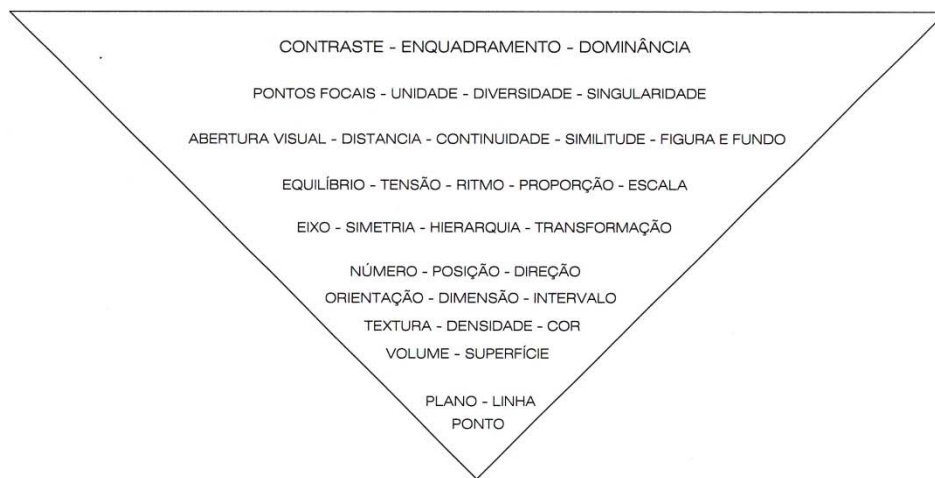 CONTRASTE - ENQUADRAMENTO - DOMINÂNCIA
PONTOS FOCAIS - UNIDADE - DIVERSIDADE - SINGULARIDADE
ABERTURA VISUAL - DISTANCIA - CONTINUIDADE - SIMILITUDE - FIGURA E FUNDO
EQUILÍBRIO - TENSÃO - RITMO - PROPORÇÃO - ESCALA
EIXO - SIMETRIA - HIERARQUIA - TRANSFORMAÇÃO
NÚMERO - POSIÇÃO - DIREÇÃO
ORIENTAÇÃO - DIMENSÃO - INTERVALO
TEXTURA - DENSIDADE - COR
VOLUME - SUPERFÍCIE
PLANO - LINHA
PONTO